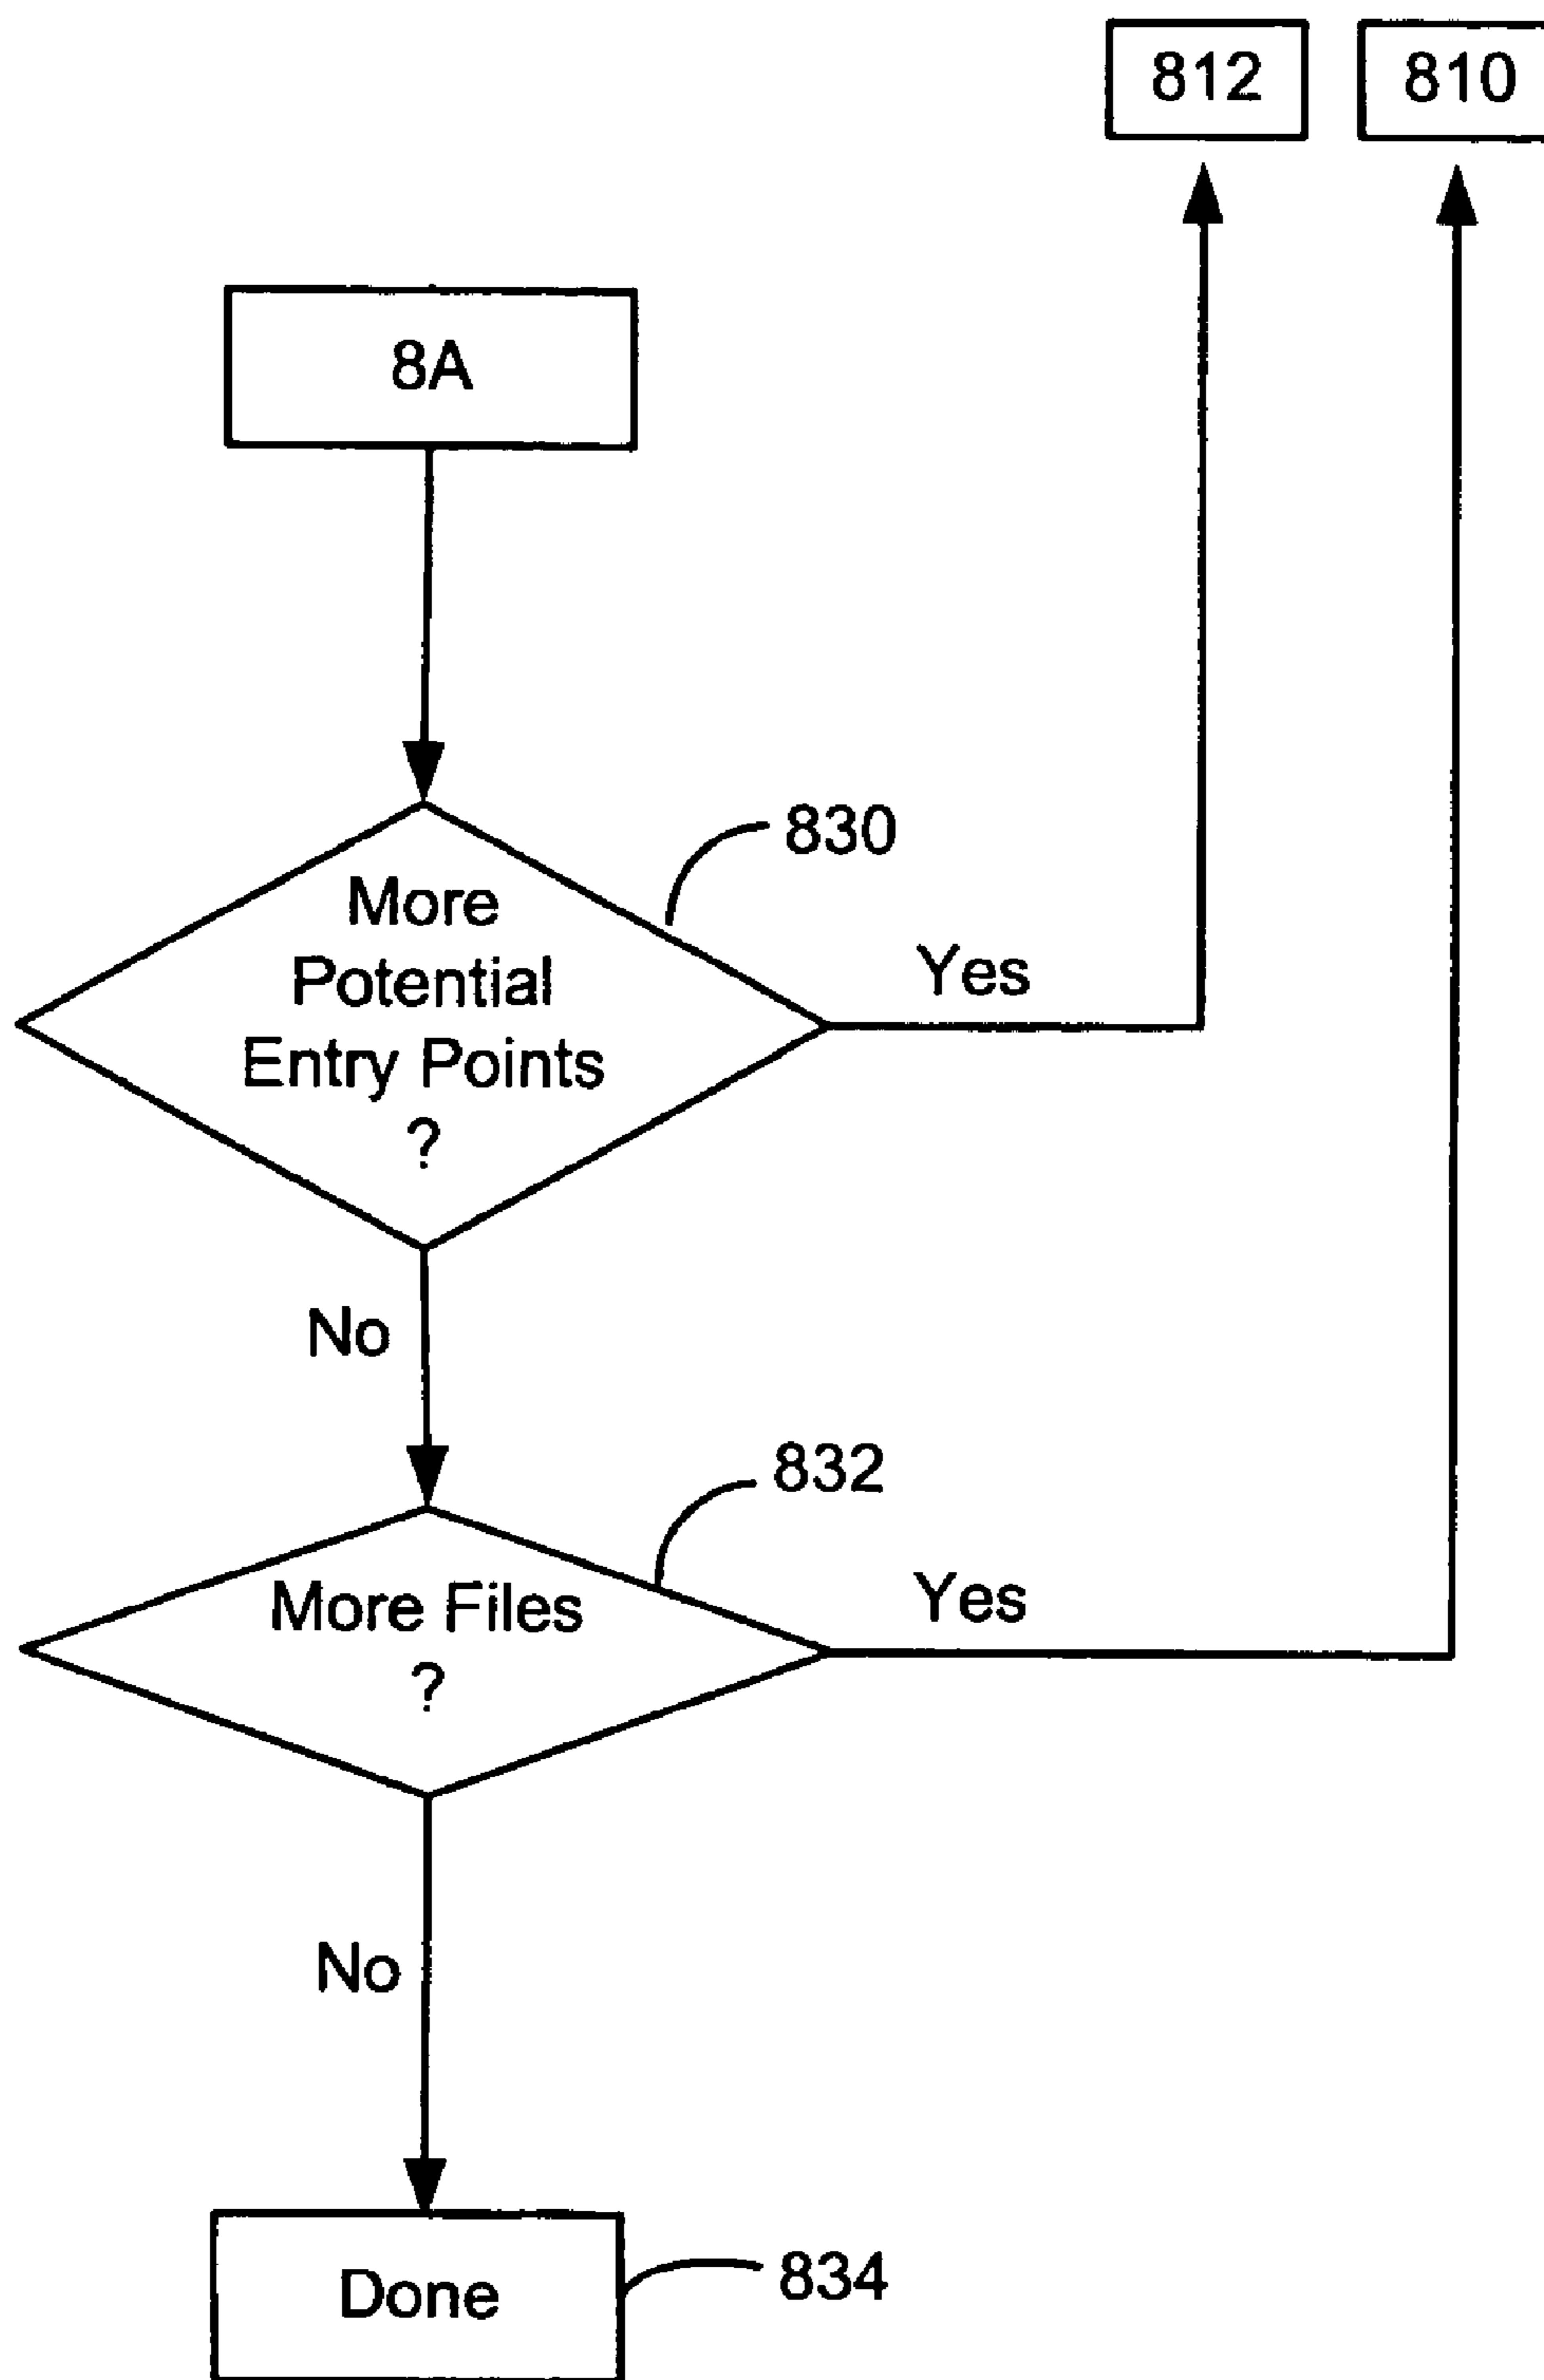 812
810
8A
830
More
Potential
Entry Points
?
Yes
No
832
More Files
?
Yes
No
Done
834